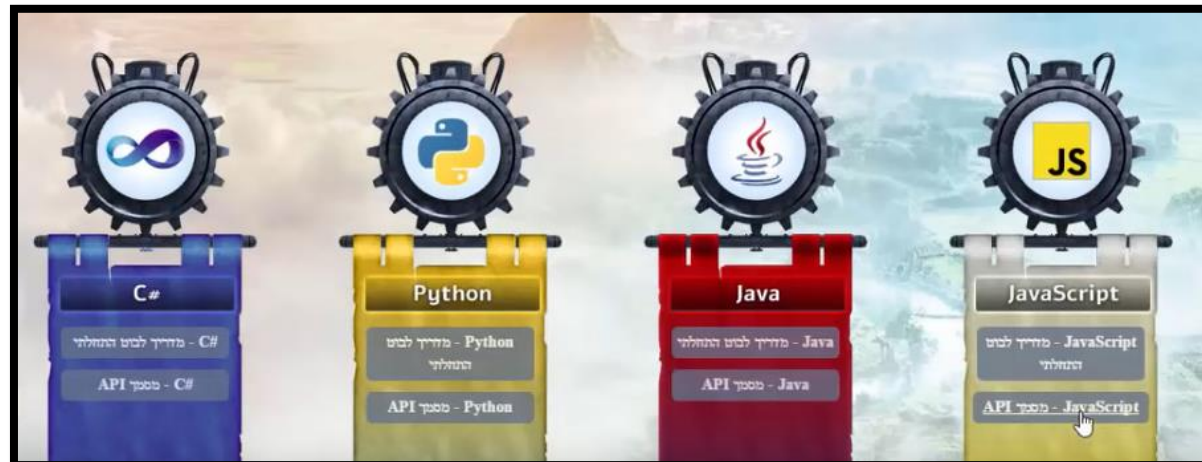 JS
C#
C# - מדריך לבוט התחלתי
C# - מסמך API
Python
Python - מדריך לבוט
התחלתי
Python - מסמך API
Java
Java - מדריך לבוט התחלתי
Java - מסמך API
JavaScript
JavaScript - מדריך לבוט
התחלתי
JavaScript - מסמך API